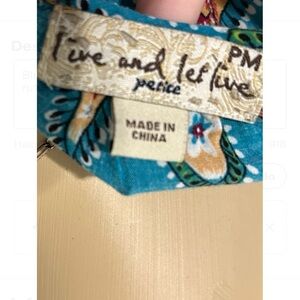 PM
live and let live
petite
MADE IN
CHINA